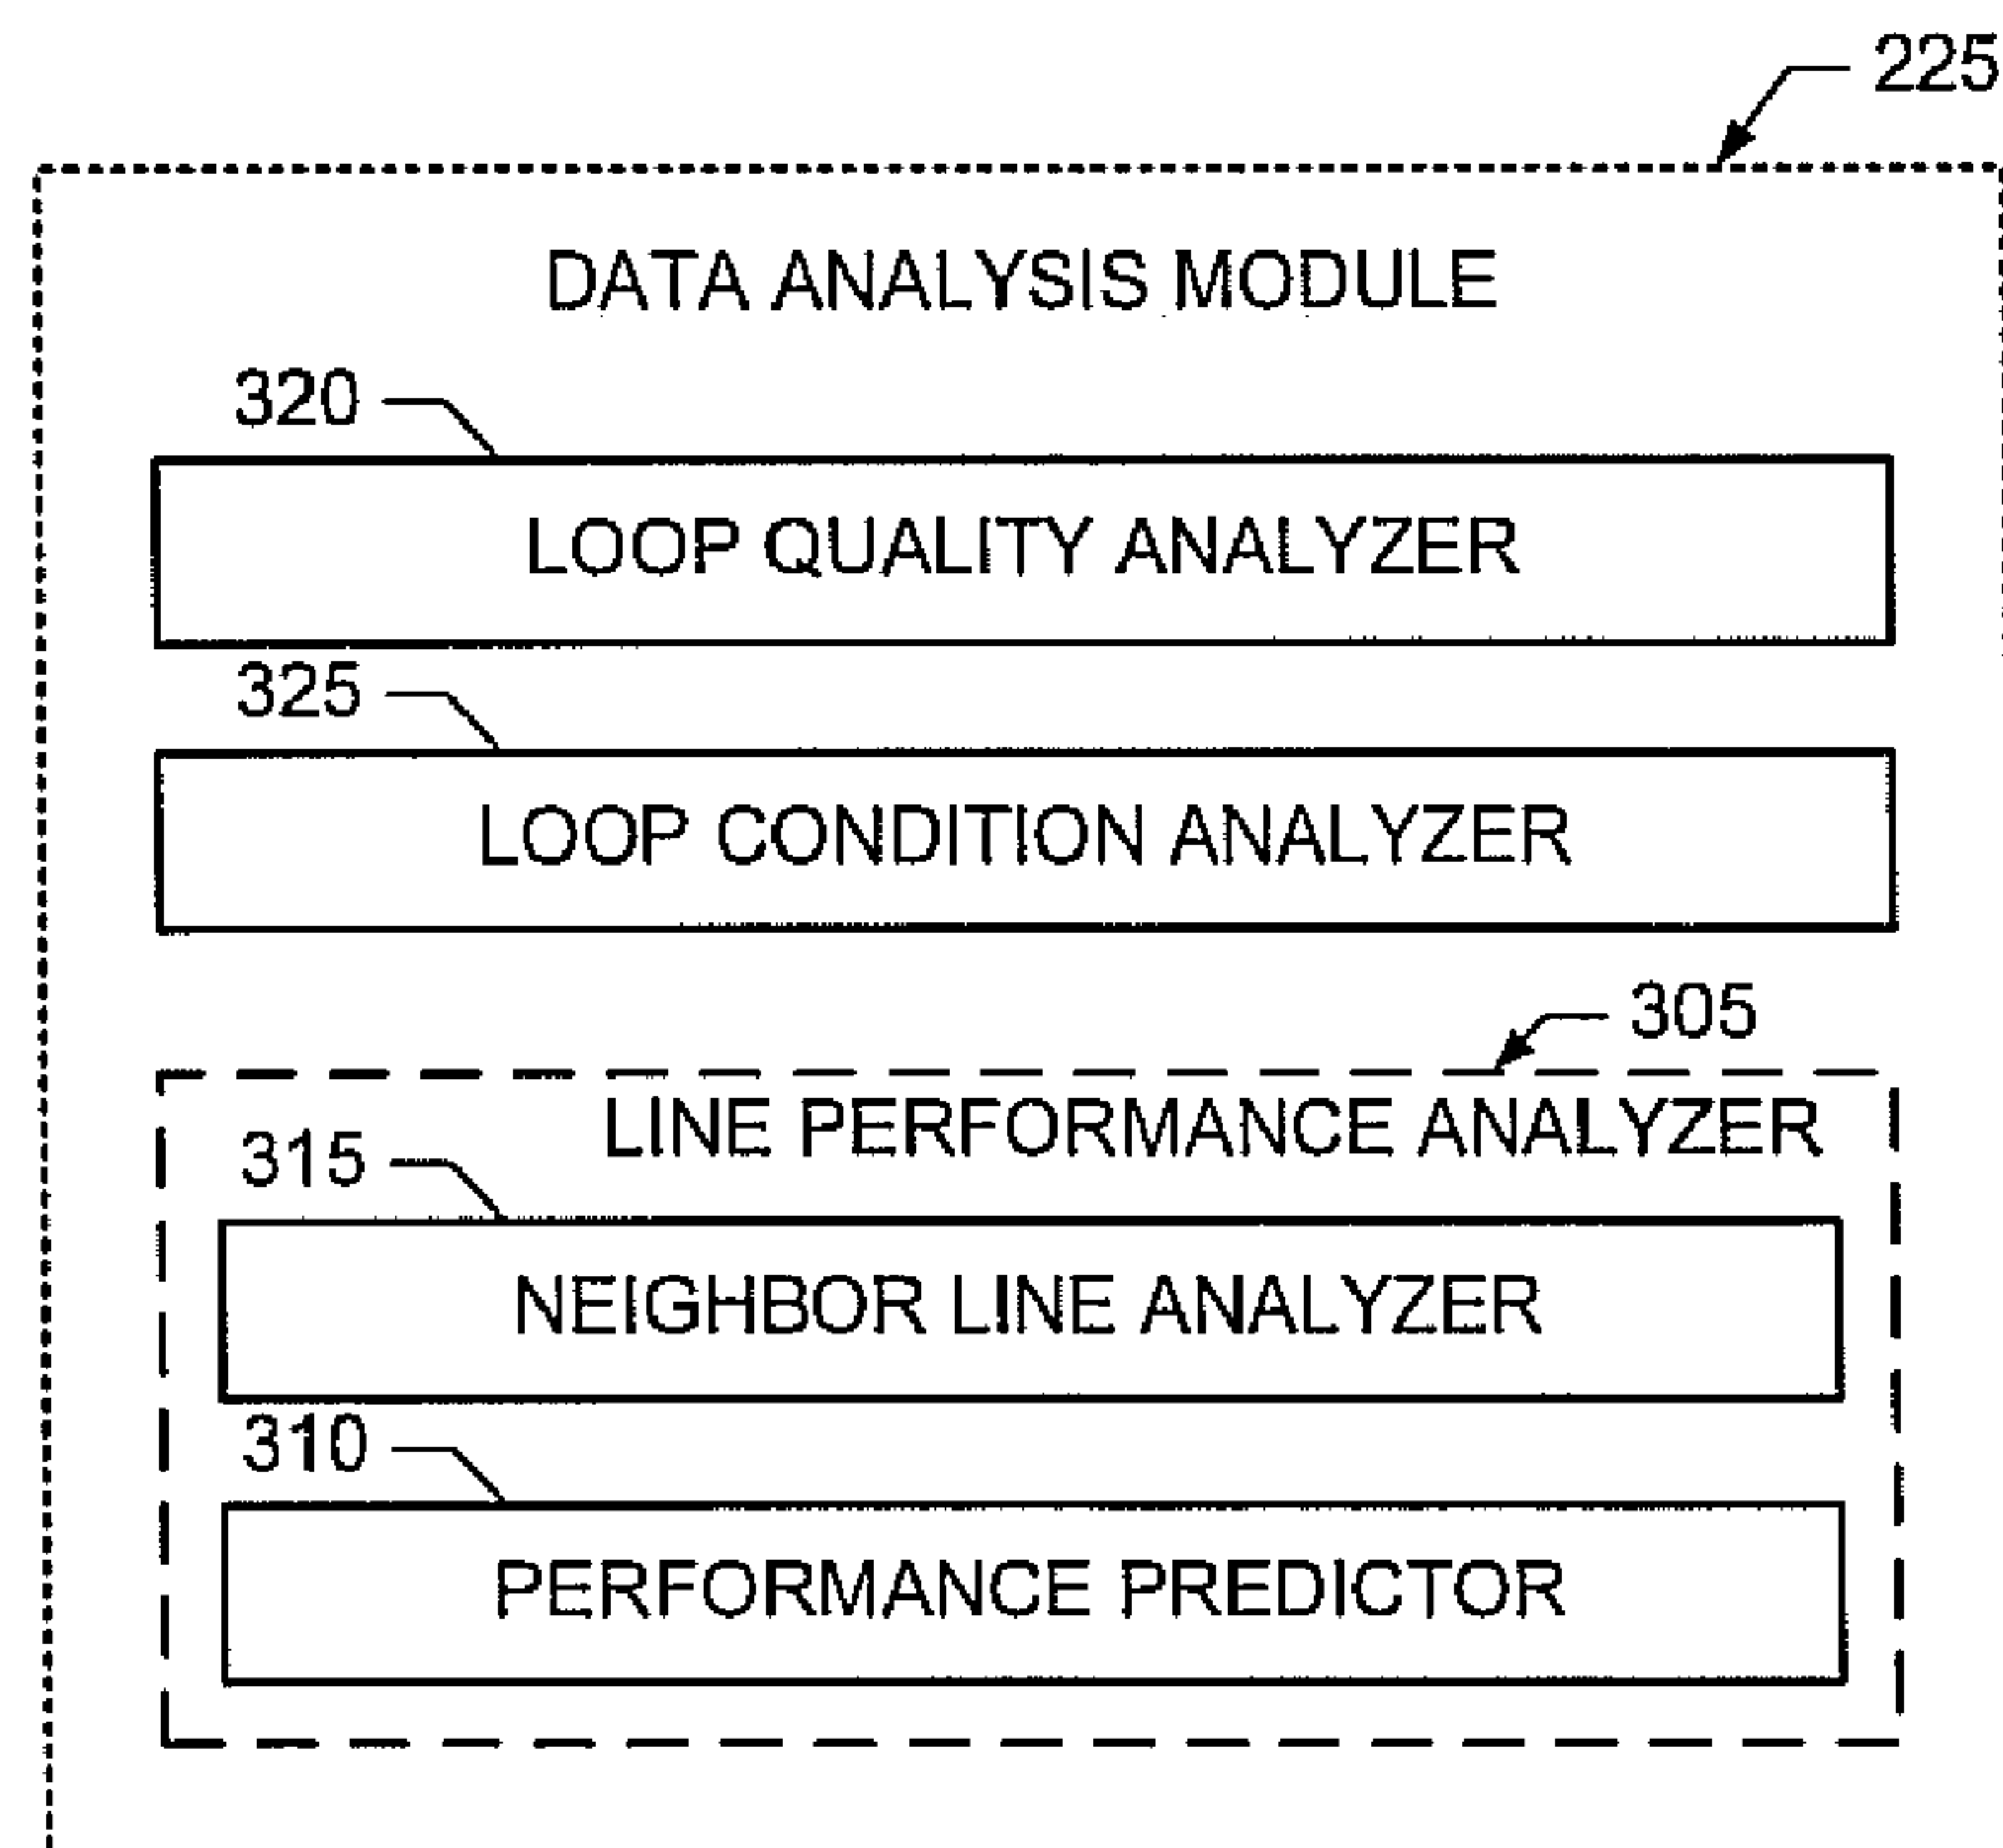 225
DATA ANALYSIS MODULE
320
LOOP QUALITY ANALYZER
325
LOOP CONDITION ANALYZER
305
LINE PERFORMANCE ANALYZER
315
NEIGHBOR LINE ANALYZER
310
PERFORMANCE PREDICTOR